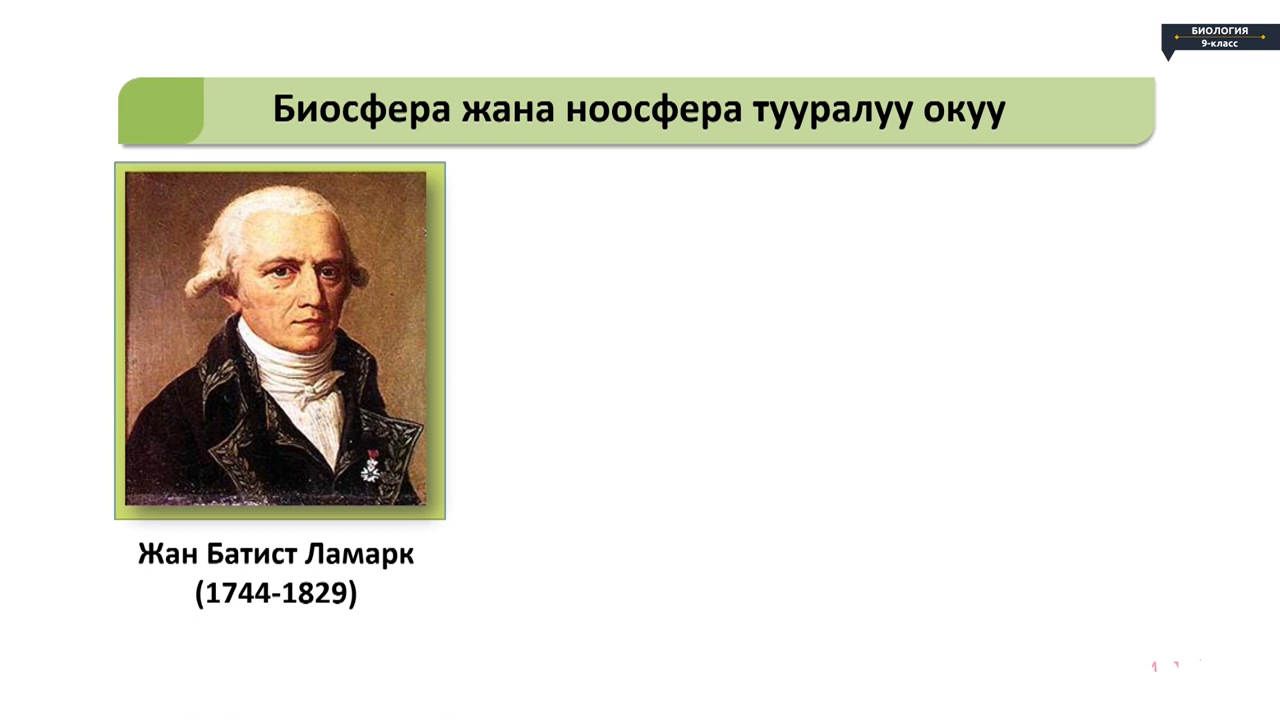 БИОЛОГИЯ
9-класс
Биосфера жана ноосфера тууралуу окуу
Жан Батист Ламарк
(1744-1829)